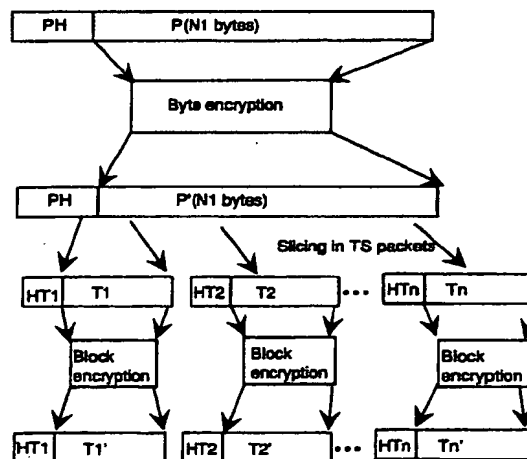 PH P(N1 bytes)
Byte encryption
PH P'(N1 bytes)
Slicing in TS packets
HT1 T1 HT2 T2 ••• HTn Tn
Block encryption Block encryption Block encryption
HT1 T1' HT2 T2' ••• HTn Tn'